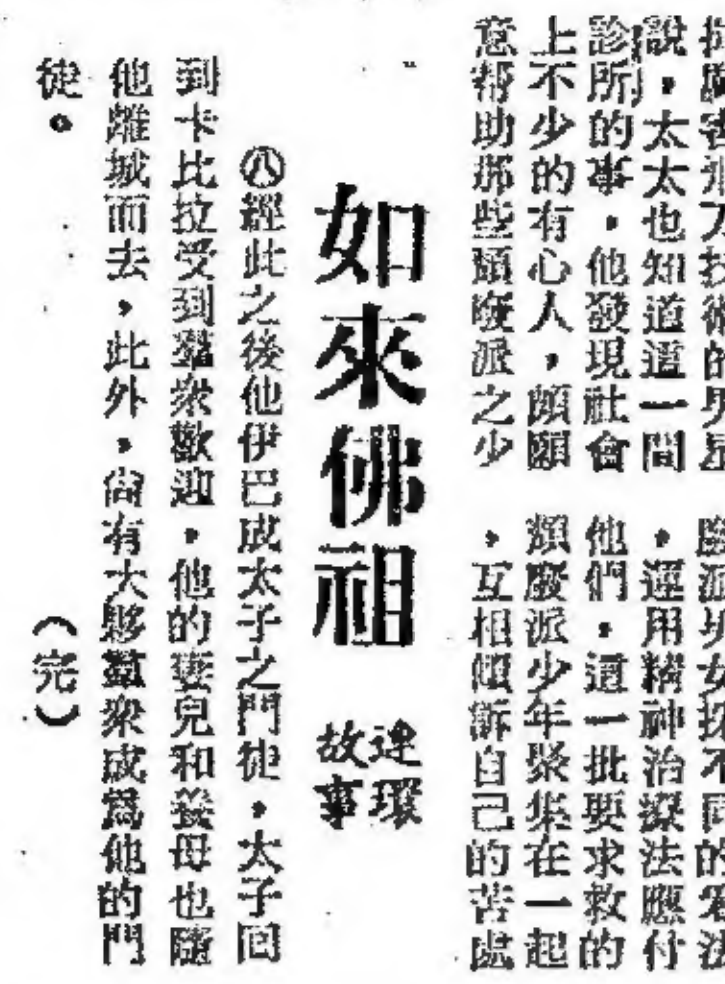 說，太太也知道這一間
診所的事，他發現社會
上不少的有心人，頗願
意帮助那些頹廢派之少
，運用精神治療法應付
他們，這一批要求救的
頹廢派少年聚集在一起
，互相傾訴自己的苦處
如來佛祖
連環
故事
㊇經此之後他伊巴成太子之門徒，太子回
到卡比拉受到羣衆歡迎，他的妻兒和養母也隨
他離城而去，此外，尚有大夥羣衆成爲他的門
徒。（完）